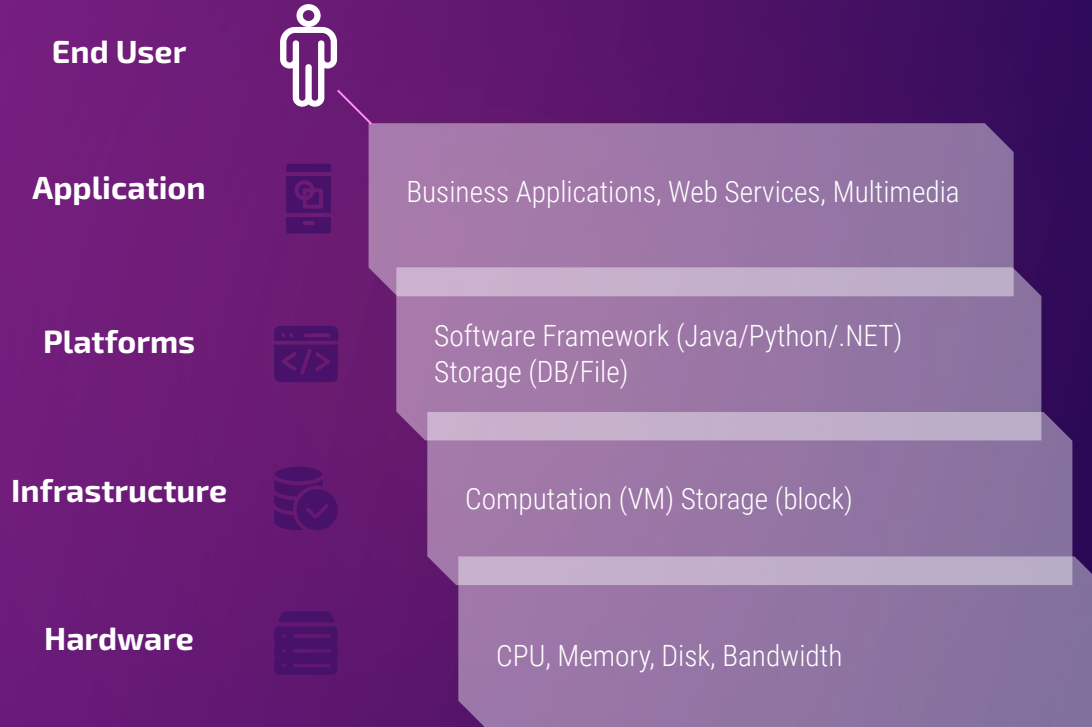 End User
Application
Business Applications, Web Services, Multimedia
Platforms
Software Framework (Java/Python/.NET)
Storage (DB/File)
Infrastructure
Computation (VM) Storage (block)
Hardware
CPU, Memory, Disk, Bandwidth